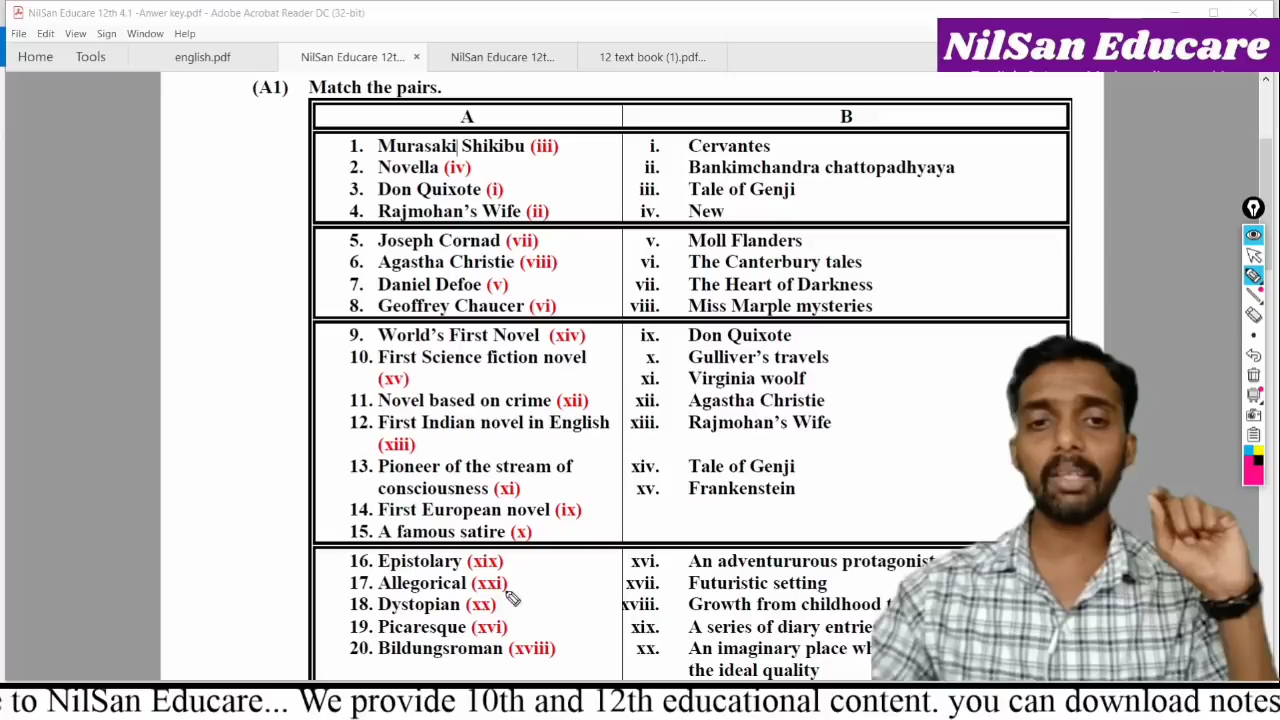 NilSan Educare 12th 4.1 -Anwer key.pdf - Adobe Acrobat Reader DC (32-bit)
File Edit View Sign Window Help
NilSan Educare
Home Tools english.pdf NilSan Educare 12t... × NilSan Educare 12t... 12 text book (1).pdf...
(A1) Match the pairs.
A B
1. Murasaki Shikibu (iii) i. Cervantes
2. Novella (iv) ii. Bankimchandra chattopadhyaya
3. Don Quixote (i) iii. Tale of Genji
4. Rajmohan's Wife (ii) iv. New
5. Joseph Cornad (vii) v. Moll Flanders
6. Agastha Christie (viii) vi. The Canterbury tales
7. Daniel Defoe (v) vii. The Heart of Darkness
8. Geoffrey Chaucer (vi) viii. Miss Marple mysteries
9. World's First Novel (xiv) ix. Don Quixote
10. First Science fiction novel x. Gulliver's travels
(xv) xi. Virginia woolf
11. Novel based on crime (xii) xii. Agastha Christie
12. First Indian novel in English xiii. Rajmohan's Wife
(xiii)
13. Pioneer of the stream of xiv. Tale of Genji
consciousness (xi) xv. Frankenstein
14. First European novel (ix)
15. A famous satire (x)
16. Epistolary (xix) xvi. An adventururous protagonist
17. Allegorical (xxi) xvii. Futuristic setting
18. Dystopian (xx) xviii. Growth from childhood
19. Picaresque (xvi) xix. A series of diary
20. Bildungsroman (xviii) xx. An imaginary place
the ideal quality
to NilSan Educare... We provide 10th and 12th educational content. you can download notes